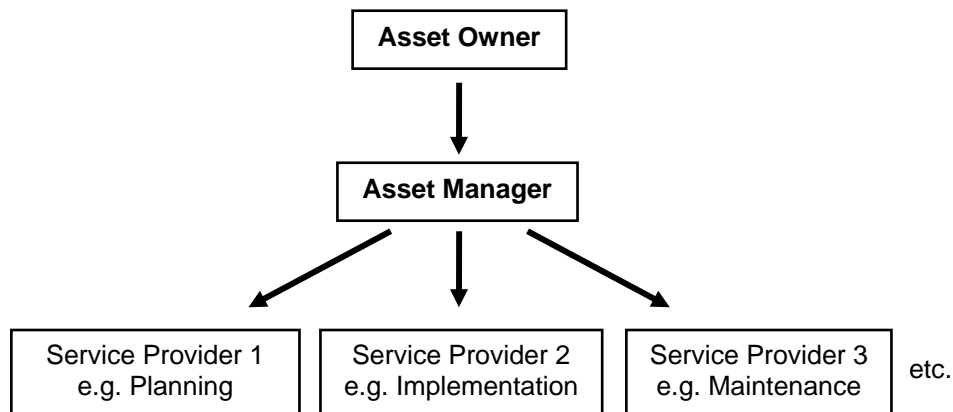 Asset Owner
Asset Manager
Service Provider 1
e.g. Planning
Service Provider 2
e.g. Implementation
Service Provider 3
e.g. Maintenance
etc.